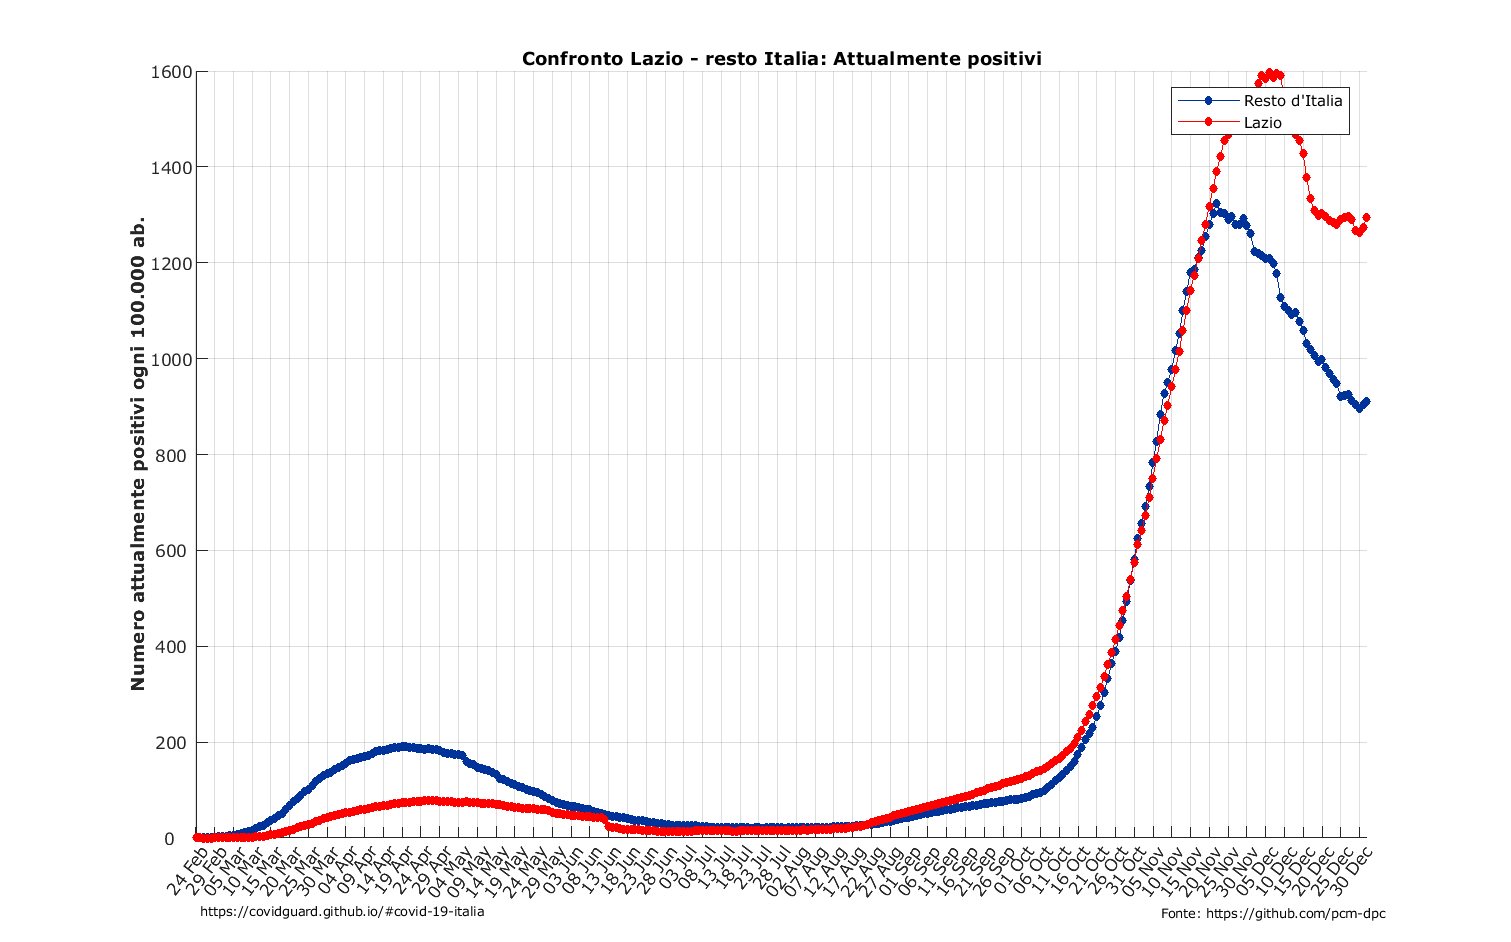 Confronto Lazio - resto Italia: Attualmente positivi
Numero attualmente positivi ogni 100.000 ab.
1600
1400
1200
1000
800
600
400
200
0
Resto d'Italia
Lazio
24 Feb
29 Feb
05 Mar
10 Mar
15 Mar
20 Mar
25 Mar
30 Mar
04 Apr
09 Apr
14 Apr
19 Apr
24 Apr
29 Apr
04 May
09 May
14 May
19 May
24 May
29 May
03 Jun
08 Jun
13 Jun
18 Jun
23 Jun
28 Jun
03 Jul
08 Jul
13 Jul
18 Jul
23 Jul
28 Jul
02 Aug
07 Aug
12 Aug
17 Aug
22 Aug
27 Aug
01 Sep
06 Sep
11 Sep
16 Sep
21 Sep
26 Sep
01 Oct
06 Oct
11 Oct
16 Oct
21 Oct
26 Oct
31 Oct
05 Nov
10 Nov
15 Nov
20 Nov
25 Nov
30 Nov
05 Dec
10 Dec
15 Dec
20 Dec
25 Dec
30 Dec
https://covidguard.github.io/#covid-19-italia
Fonte: https://github.com/pcm-dpc